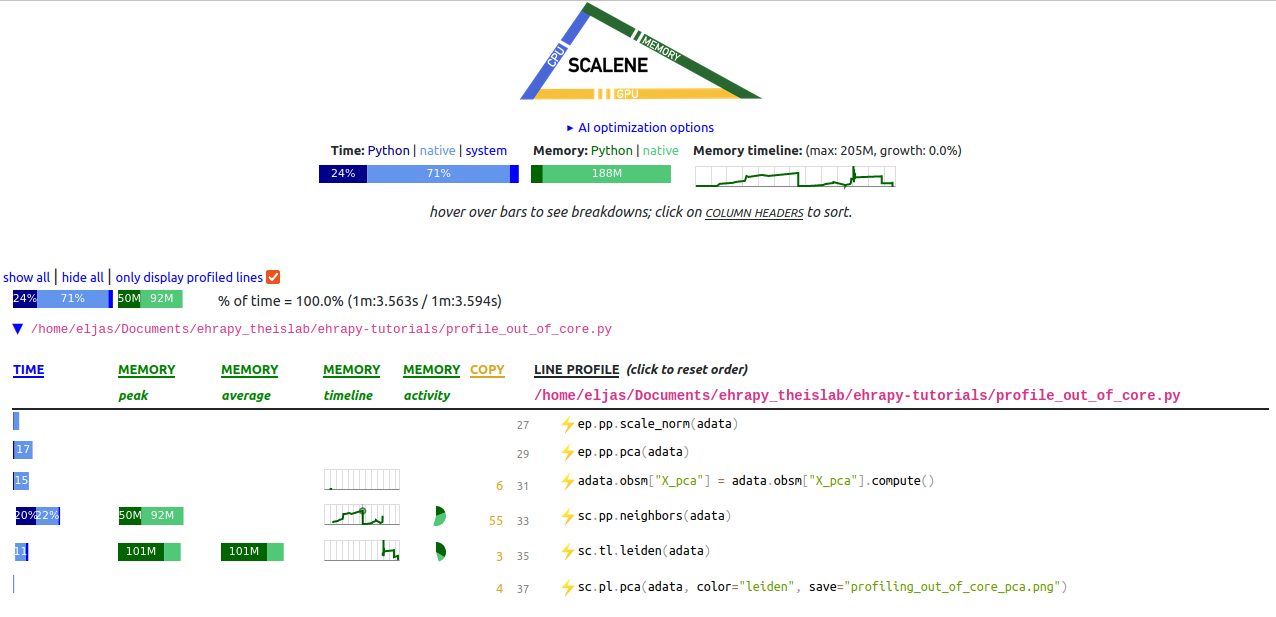 CPU
MEMORY
SCALENE
GPU
▸ AI optimization options
Time: Python | native | system Memory: Python | native Memory timeline: (max: 205M, growth: 0.0%)
24% 71% 188M
hover over bars to see breakdowns; click on COLUMN HEADERS to sort.
show all | hide all | only display profiled lines
24% 71% 50M 92M % of time = 100.0% (1m:3.563s / 1m:3.594s)
▼ /home/eljas/Documents/ehrapy_theislab/ehrapy-tutorials/profile_out_of_core.py
TIME MEMORY MEMORY MEMORY MEMORY COPY LINE PROFILE (click to reset order)
peak average timeline activity /home/eljas/Documents/ehrapy_theislab/ehrapy-tutorials/profile_out_of_core.py
27 ⚡ep.pp.scale_norm(adata)
17 29 ⚡ep.pp.pca(adata)
15 6 31 ⚡adata.obsm["X_pca"] = adata.obsm["X_pca"].compute()
20% 22% 50M 92M 55 33 ⚡sc.pp.neighbors(adata)
11 101M 101M 3 35 ⚡sc.tl.leiden(adata)
4 37 ⚡sc.pl.pca(adata, color="leiden", save="profiling_out_of_core_pca.png")